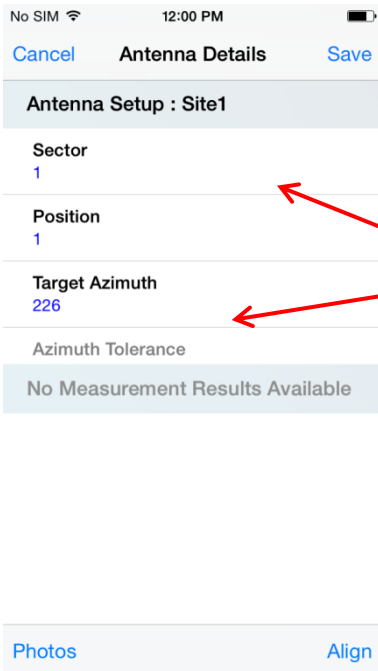 No SIM 12:00 PM
Cancel Antenna Details Save
Antenna Setup : Site1
Sector
1
Position
1
Target Azimuth
226
Azimuth Tolerance
No Measurement Results Available
Photos Align